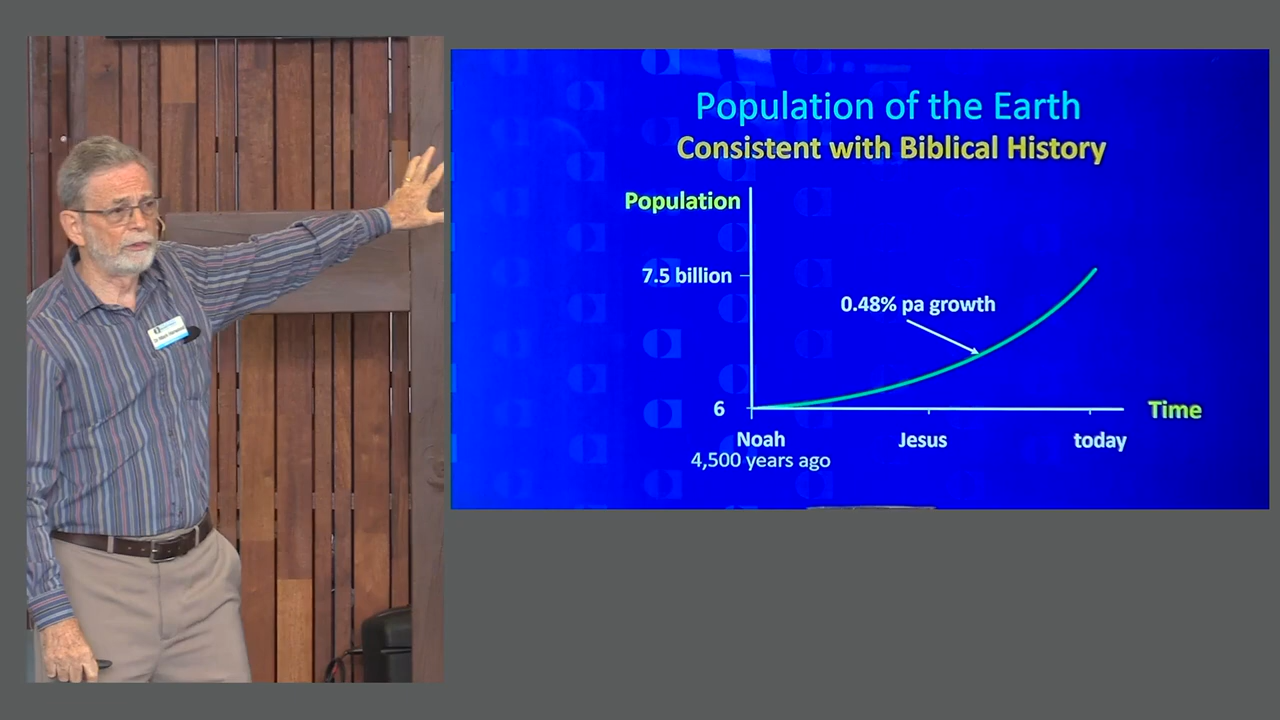 Population of the Earth
Consistent with Biblical History
Population
7.5 billion
0.48% pa growth
6
Time
Noah
Jesus
today
4,500 years ago